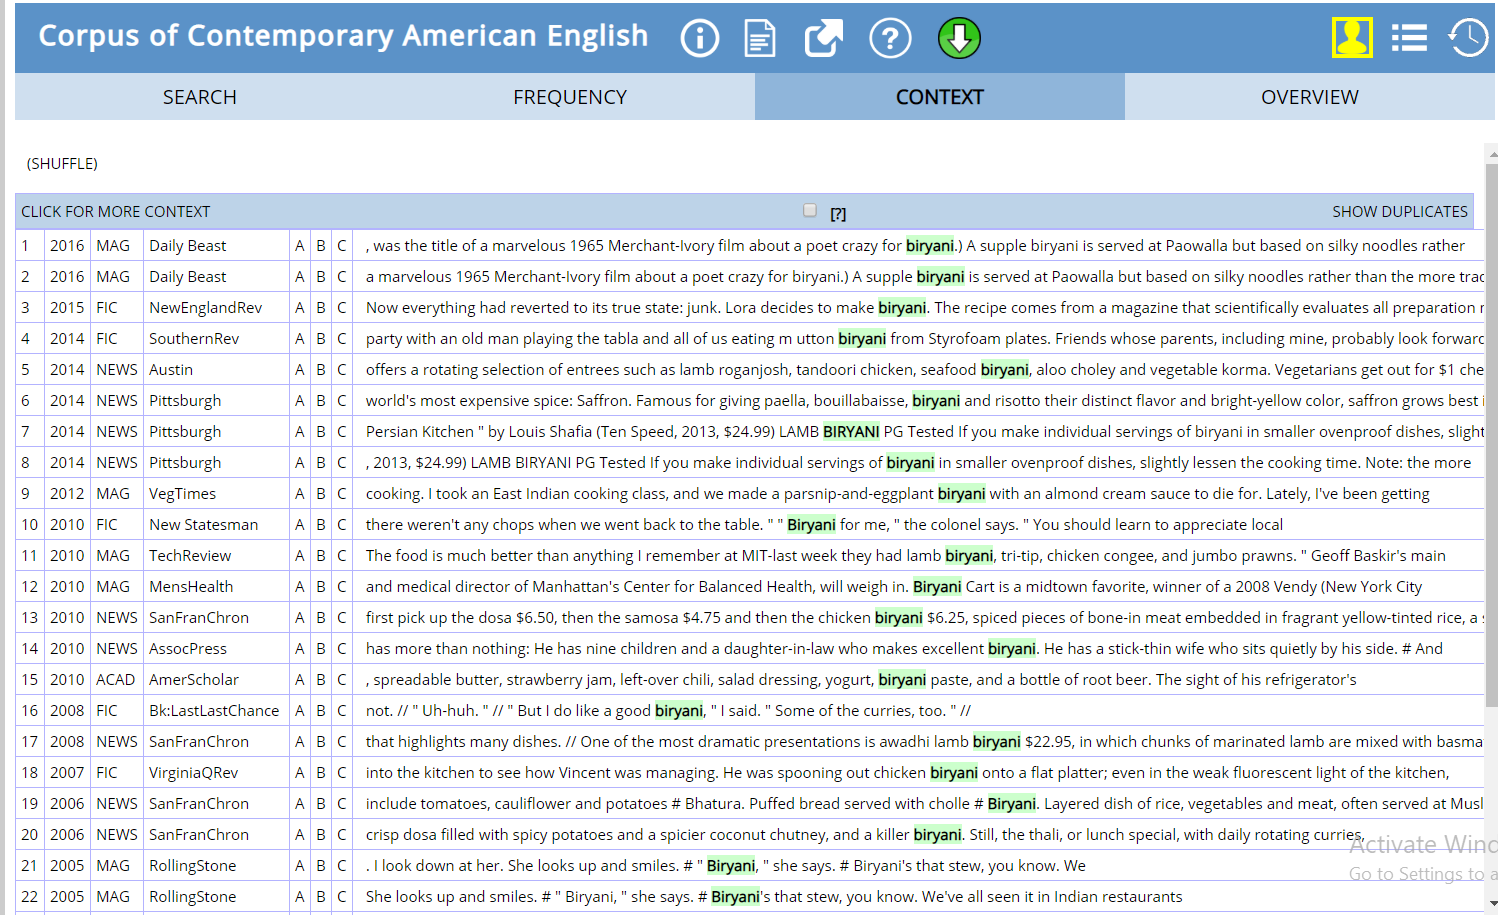 Corpus of Contemporary American English
SEARCH FREQUENCY CONTEXT OVERVIEW
(SHUFFLE)
CLICK FOR MORE CONTEXT [?] SHOW DUPLICATES
1 2016 MAG Daily Beast A B C , was the title of a marvelous 1965 Merchant-Ivory film about a poet crazy for biryani.) A supple biryani is served at Paowalla but based on silky noodles rather
2 2016 MAG Daily Beast A B C a marvelous 1965 Merchant-Ivory film about a poet crazy for biryani.) A supple biryani is served at Paowalla but based on silky noodles rather than the more trad
3 2015 FIC NewEnglandRev A B C Now everything had reverted to its true state: junk. Lora decides to make biryani. The recipe comes from a magazine that scientifically evaluates all preparation
4 2014 FIC SouthernRev A B C party with an old man playing the tabla and all of us eating m utton biryani from Styrofoam plates. Friends whose parents, including mine, probably look forward
5 2014 NEWS Austin A B C offers a rotating selection of entrees such as lamb roganjosh, tandoori chicken, seafood biryani, aloo choley and vegetable korma. Vegetarians get out for $1 che
6 2014 NEWS Pittsburgh A B C world's most expensive spice: Saffron. Famous for giving paella, bouillabaisse, biryani and risotto their distinct flavor and bright-yellow color, saffron grows best
7 2014 NEWS Pittsburgh A B C Persian Kitchen " by Louis Shafia (Ten Speed, 2013, $24.99) LAMB BIRYANI PG Tested If you make individual servings of biryani in smaller ovenproof dishes, slight
8 2014 NEWS Pittsburgh A B C , 2013, $24.99) LAMB BIRYANI PG Tested If you make individual servings of biryani in smaller ovenproof dishes, slightly lessen the cooking time. Note: the more
9 2012 MAG VegTimes A B C cooking. I took an East Indian cooking class, and we made a parsnip-and-eggplant biryani with an almond cream sauce to die for. Lately, I've been getting
10 2010 FIC New Statesman A B C there weren't any chops when we went back to the table. " " Biryani for me, " the colonel says. " You should learn to appreciate local
11 2010 MAG TechReview A B C The food is much better than anything I remember at MIT-last week they had lamb biryani, tri-tip, chicken congee, and jumbo prawns. " Geoff Baskir's main
12 2010 MAG MensHealth A B C and medical director of Manhattan's Center for Balanced Health, will weigh in. Biryani Cart is a midtown favorite, winner of a 2008 Vendy (New York City
13 2010 NEWS SanFranChron A B C first pick up the dosa $6.50, then the samosa $4.75 and then the chicken biryani $6.25, spiced pieces of bone-in meat embedded in fragrant yellow-tinted rice, a
14 2010 NEWS AssocPress A B C has more than nothing: He has nine children and a daughter-in-law who makes excellent biryani. He has a stick-thin wife who sits quietly by his side. # And
15 2010 ACAD AmerScholar A B C , spreadable butter, strawberry jam, left-over chili, salad dressing, yogurt, biryani paste, and a bottle of root beer. The sight of his refrigerator's
16 2008 FIC Bk:LastLastChance A B C not. // " Uh-huh. " // " But I do like a good biryani, " I said. " Some of the curries, too. " //
17 2008 NEWS SanFranChron A B C that highlights many dishes. // One of the most dramatic presentations is awadhi lamb biryani $22.95, in which chunks of marinated lamb are mixed with basma
18 2007 FIC VirginiaQRev A B C into the kitchen to see how Vincent was managing. He was spooning out chicken biryani onto a flat platter; even in the weak fluorescent light of the kitchen,
19 2006 NEWS SanFranChron A B C include tomatoes, cauliflower and potatoes # Bhatura. Puffed bread served with cholle # Biryani. Layered dish of rice, vegetables and meat, often served at Musl
20 2006 NEWS SanFranChron A B C crisp dosa filled with spicy potatoes and a spicier coconut chutney, and a killer biryani. Still, the thali, or lunch special, with daily rotating curries,
21 2005 MAG RollingStone A B C . I look down at her. She looks up and smiles. # " Biryani, " she says. # Biryani's that stew, you know. We
22 2005 MAG RollingStone A B C She looks up and smiles. # " Biryani, " she says. # Biryani's that stew, you know. We've all seen it in Indian restaurants
Activate Wind
Go to Settings to a